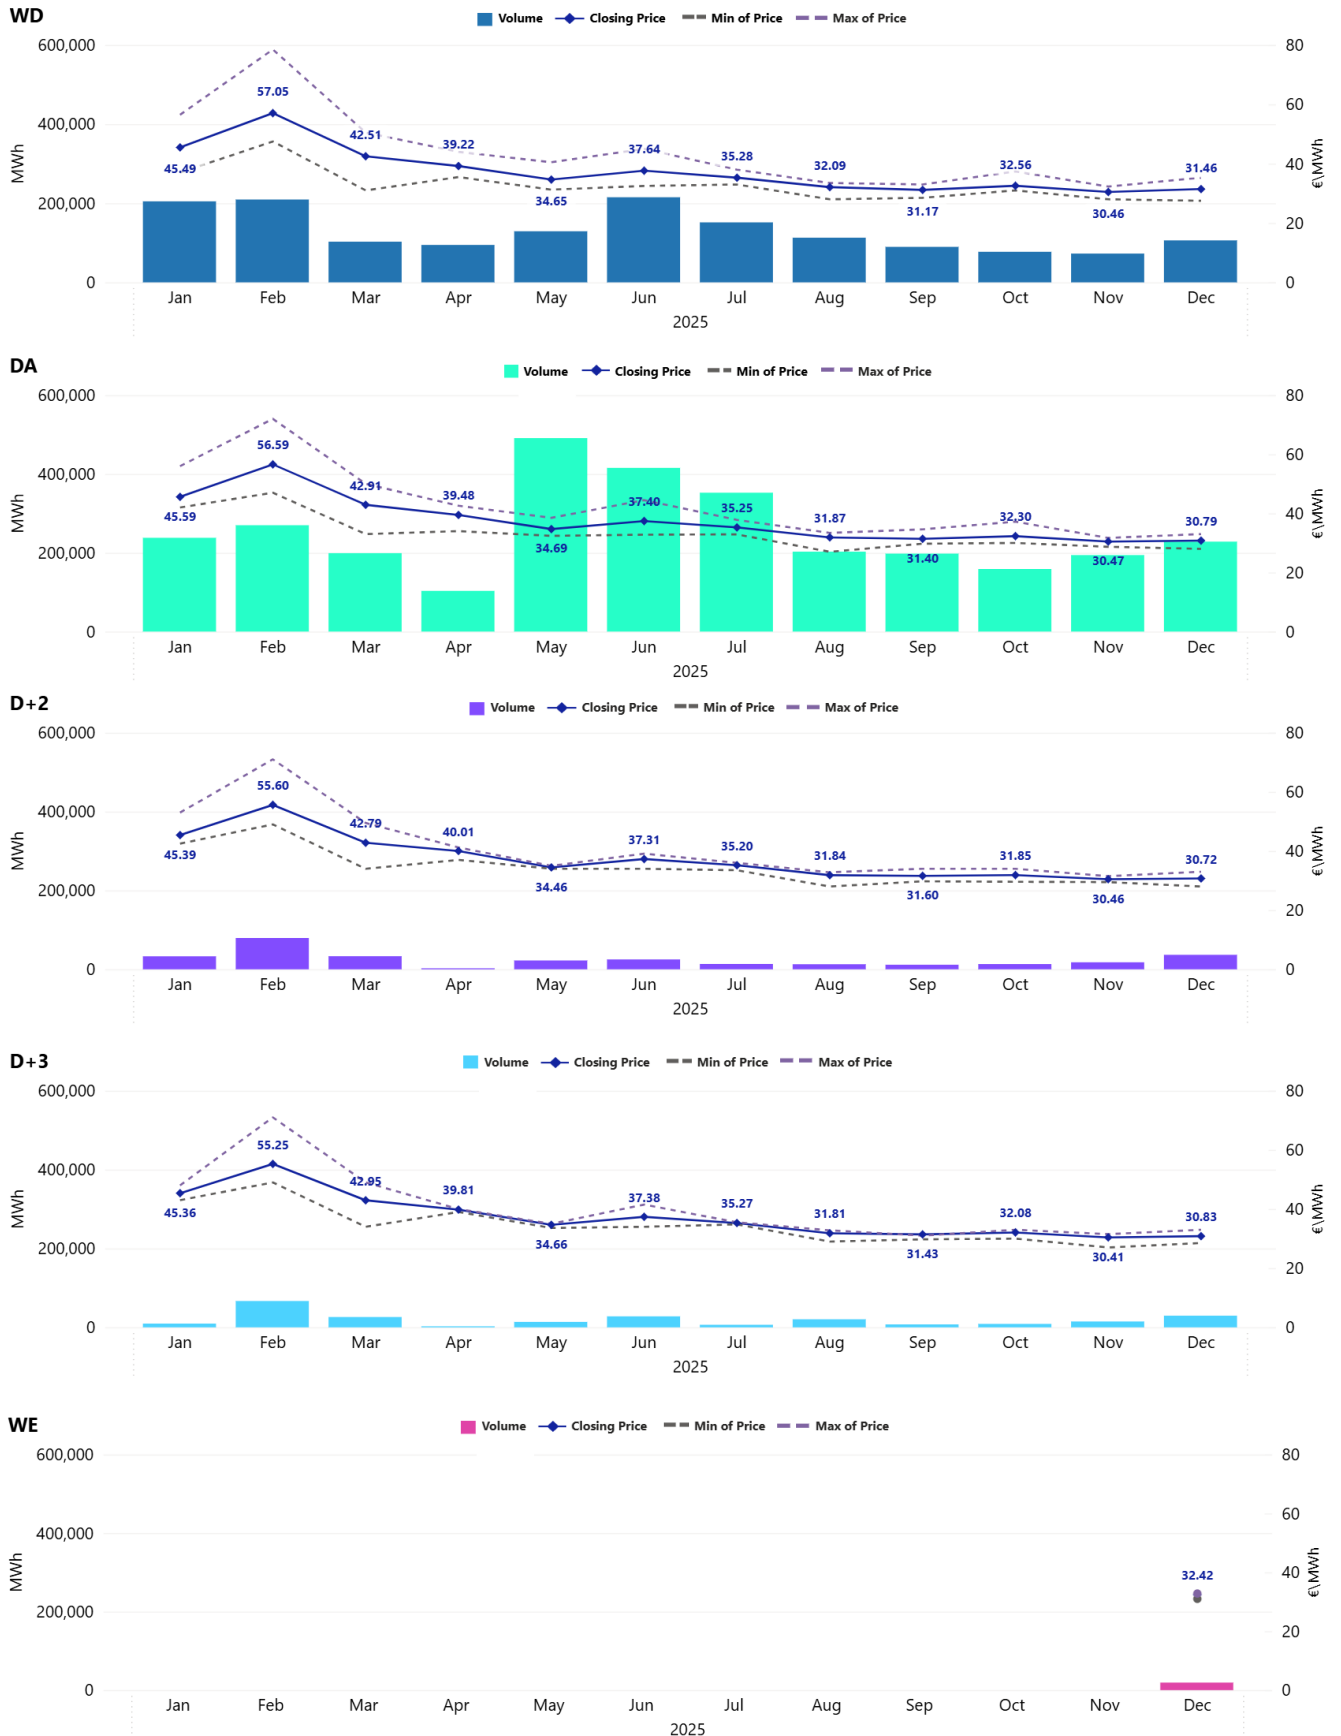 WD
Volume Closing Price Min of Price Max of Price
600,000 80
57.05 60
400,000
42.51 39.22 37.64 35.28 32.09 32.56 31.46
45.49 40
MWh €\MWh
200,000 34.65 31.17 30.46
20
0 0
Jan Feb Mar Apr May Jun Jul Aug Sep Oct Nov Dec
2025
DA
Volume Closing Price Min of Price Max of Price
600,000 80
56.59 60
400,000
42.91 39.48 37.40 35.25 31.87 32.30 30.79
45.59 40
MWh €\MWh
34.69 31.40 30.47
200,000
20
0 0
Jan Feb Mar Apr May Jun Jul Aug Sep Oct Nov Dec
2025
D+2
Volume Closing Price Min of Price Max of Price
600,000 80
55.60 60
400,000
42.79 40.01 37.31 35.20 31.84 31.85 30.72
45.39 40
MWh €\MWh
200,000 34.46 31.60 30.46
20
0 0
Jan Feb Mar Apr May Jun Jul Aug Sep Oct Nov Dec
2025
D+3
Volume Closing Price Min of Price Max of Price
600,000 80
55.25 60
400,000
42.95 39.81 37.38 35.27 31.81 32.08 30.83
45.36 40
MWh €\MWh
34.66 31.43 30.41
200,000
20
0 0
Jan Feb Mar Apr May Jun Jul Aug Sep Oct Nov Dec
2025
WE
Volume Closing Price Min of Price Max of Price
600,000 80
60
400,000
32.42 40
MWh €\MWh
200,000
20
0 0
Jan Feb Mar Apr May Jun Jul Aug Sep Oct Nov Dec
2025